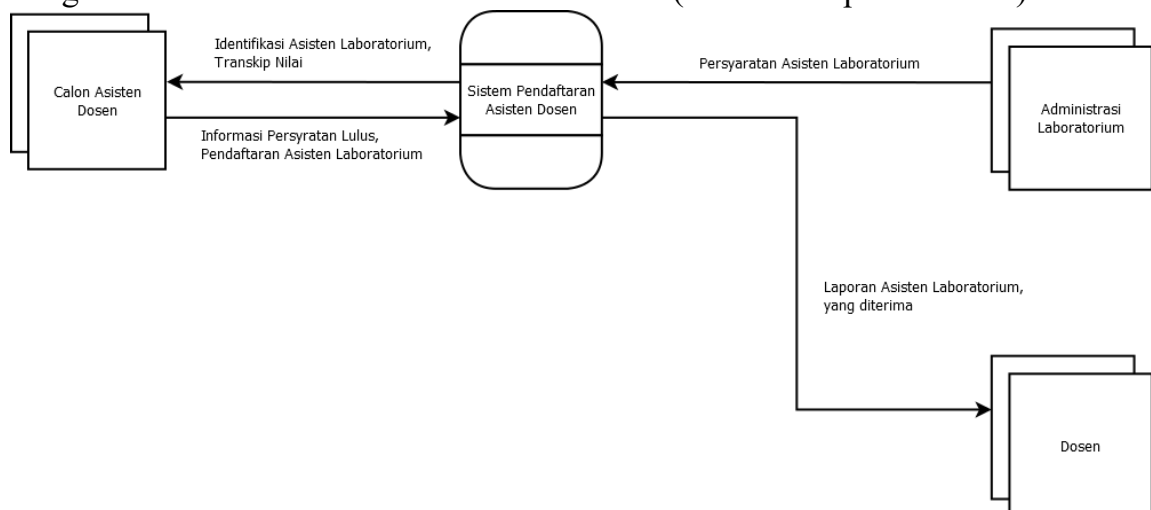 Identifikasi Asisten Laboratorium,
Transkip Nilai
Calon Asisten
Dosen
Informasi Persyratan Lulus,
Pendaftaran Asisten Laboratorium
Sistem Pendaftaran
Asisten Dosen
Persyaratan Asisten Laboratorium
Administrasi
Laboratorium
Laporan Asisten Laboratorium,
yang diterima
Dosen